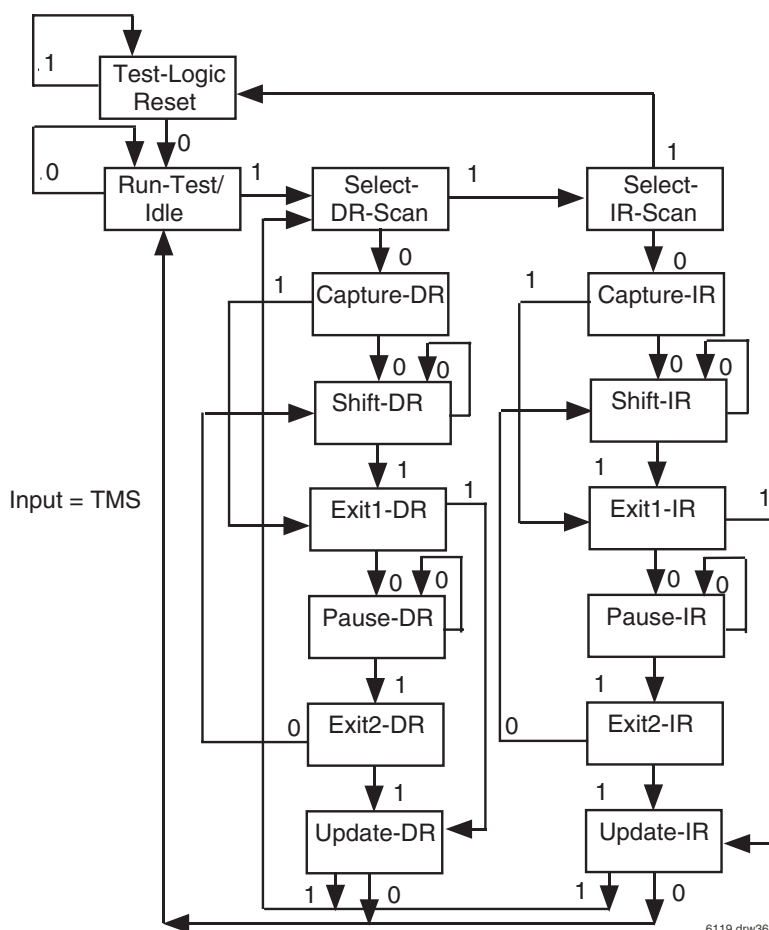 .1
Test-Logic
Reset
0
.0
Run-Test/
Idle
1
Select-
DR-Scan
1
Select-
IR-Scan
1
0
0
1
Capture-DR
1
Capture-IR
0
0
0
0
Shift-DR
Shift-IR
1
1
Input = TMS
Exit1-DR
1
Exit1-IR
1
0
0
0
0
Pause-DR
Pause-IR
1
1
0
Exit2-DR
0
Exit2-IR
1
1
Update-DR
Update-IR
1
0
1
0
6119 drw36